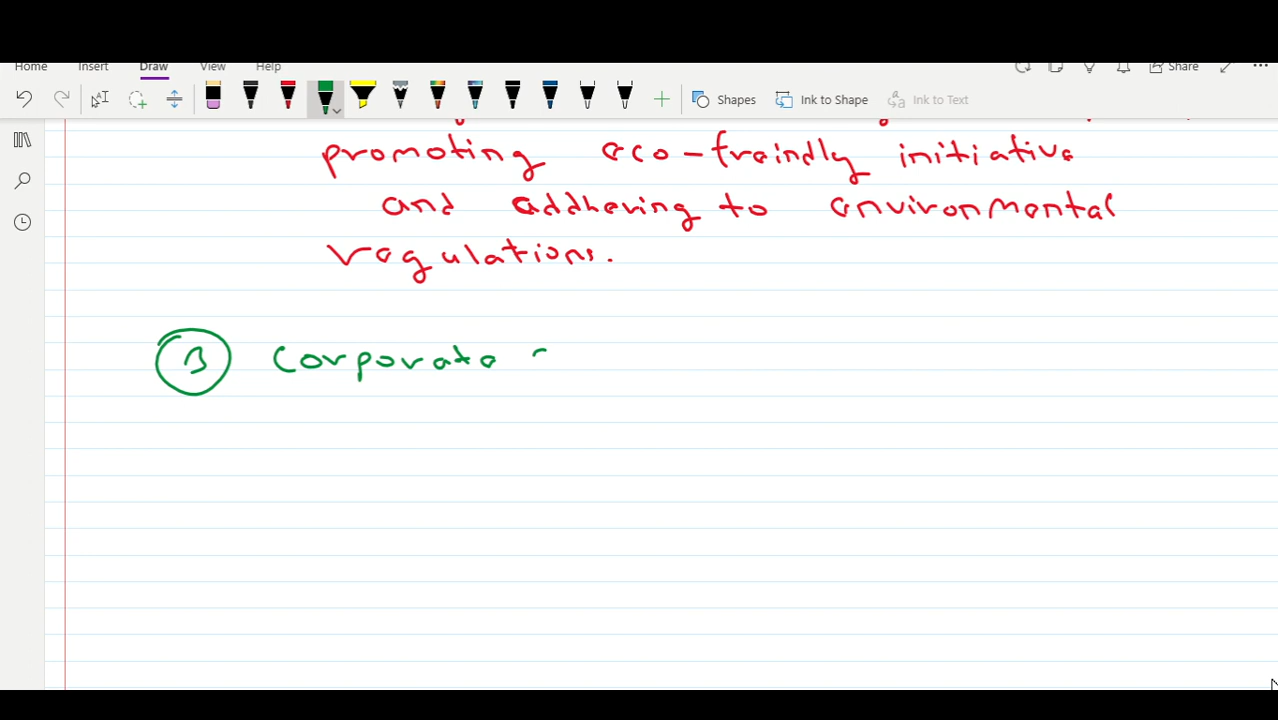 Home Insert Draw View Help Share
Shapes Ink to Shape Ink to Text
promoting eco-freindly initiative
and addhering to environmental
regulations.
3 Corporate